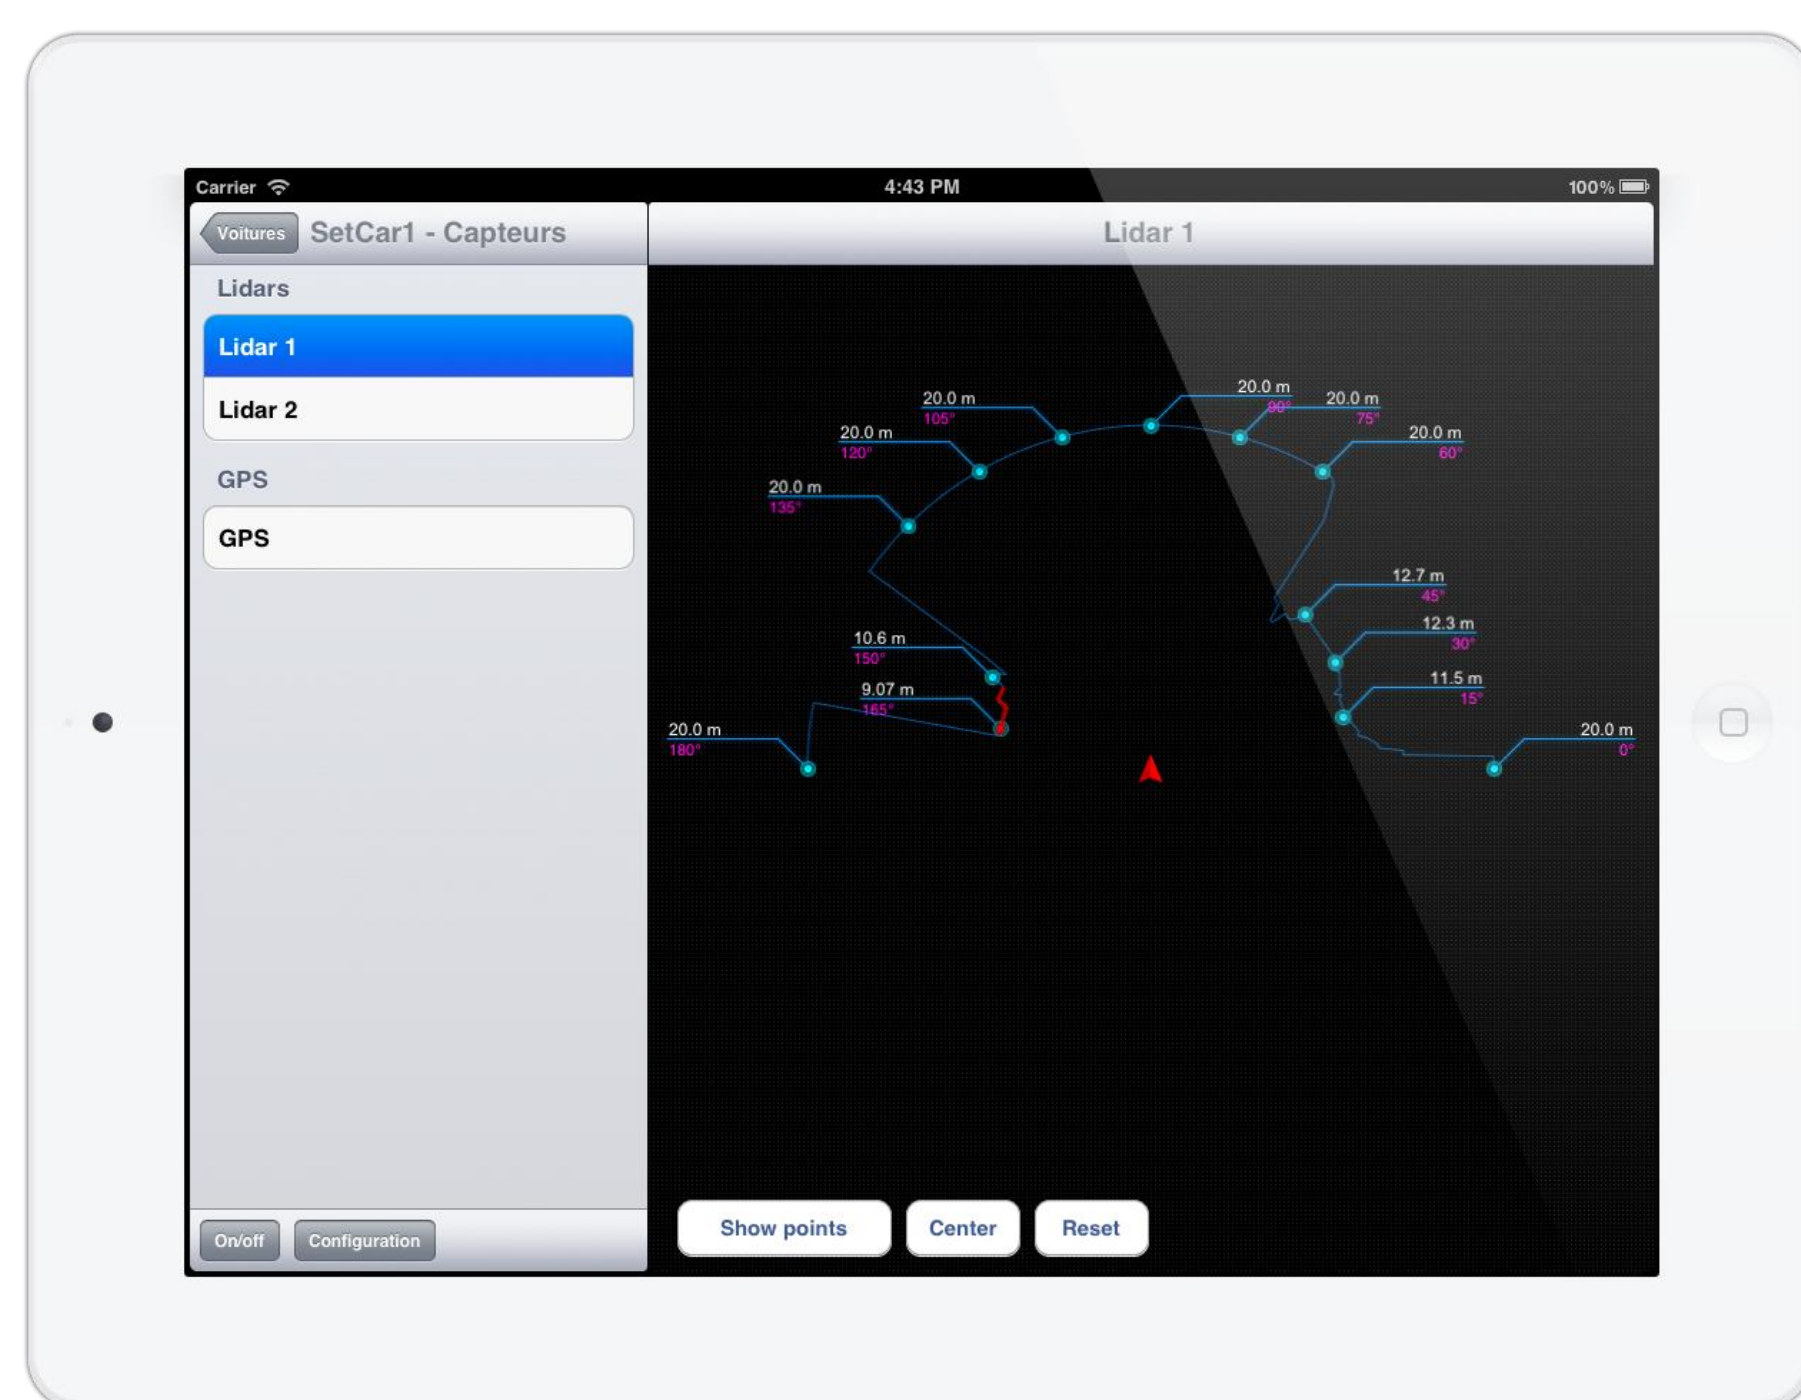 Carrier 4:43 PM 100%
Voitures SetCar1 - Capteurs
Lidar 1
Lidars
Lidar 1
Lidar 2
GPS
GPS
On/off Configuration
20.0 m
105°
20.0 m
90°
20.0 m
75°
20.0 m
120°
20.0 m
60°
20.0 m
135°
12.7 m
45°
12.3 m
30°
10.6 m
150°
11.5 m
15°
9.07 m
165°
20.0 m
180°
20.0 m
0°
Show points Center Reset